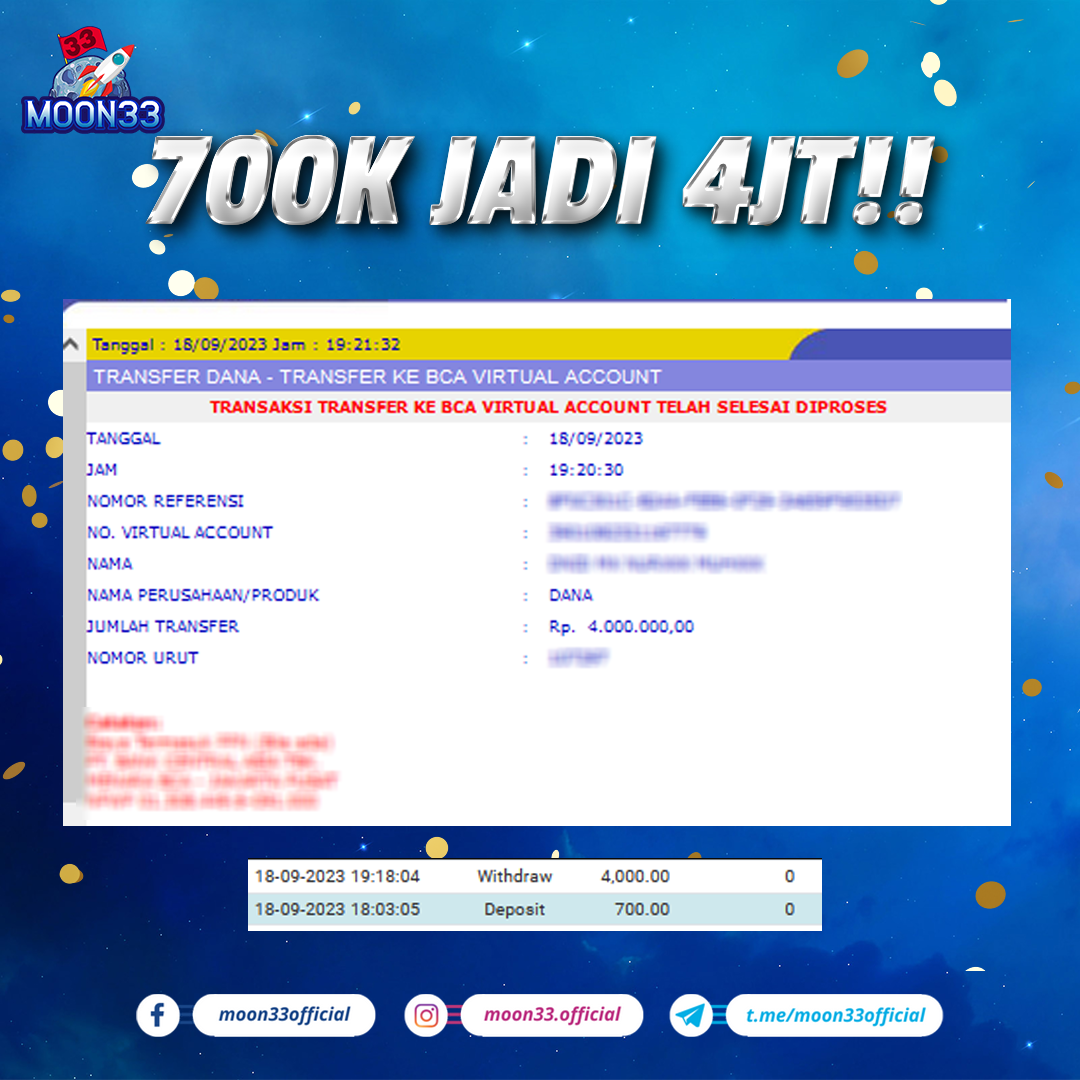 33
MOON33
700K JADI 4JT!!
Tanggal : 18/09/2023 Jam : 19:21:32
TRANSFER DANA - TRANSFER KE BCA VIRTUAL ACCOUNT
TRANSAKSI TRANSFER KE BCA VIRTUAL ACCOUNT TELAH SELESAI DIPROSES
TANGGAL : 18/09/2023
JAM : 19:20:30
NOMOR REFERENSI :
NO. VIRTUAL ACCOUNT :
NAMA :
NAMA PERUSAHAAN/PRODUK : DANA
JUMLAH TRANSFER : Rp. 4.000.000,00
NOMOR URUT :
18-09-2023 19:18:04 Withdraw 4,000.00 0
18-09-2023 18:03:05 Deposit 700.00 0
moon33official moon33.official t.me/moon33official